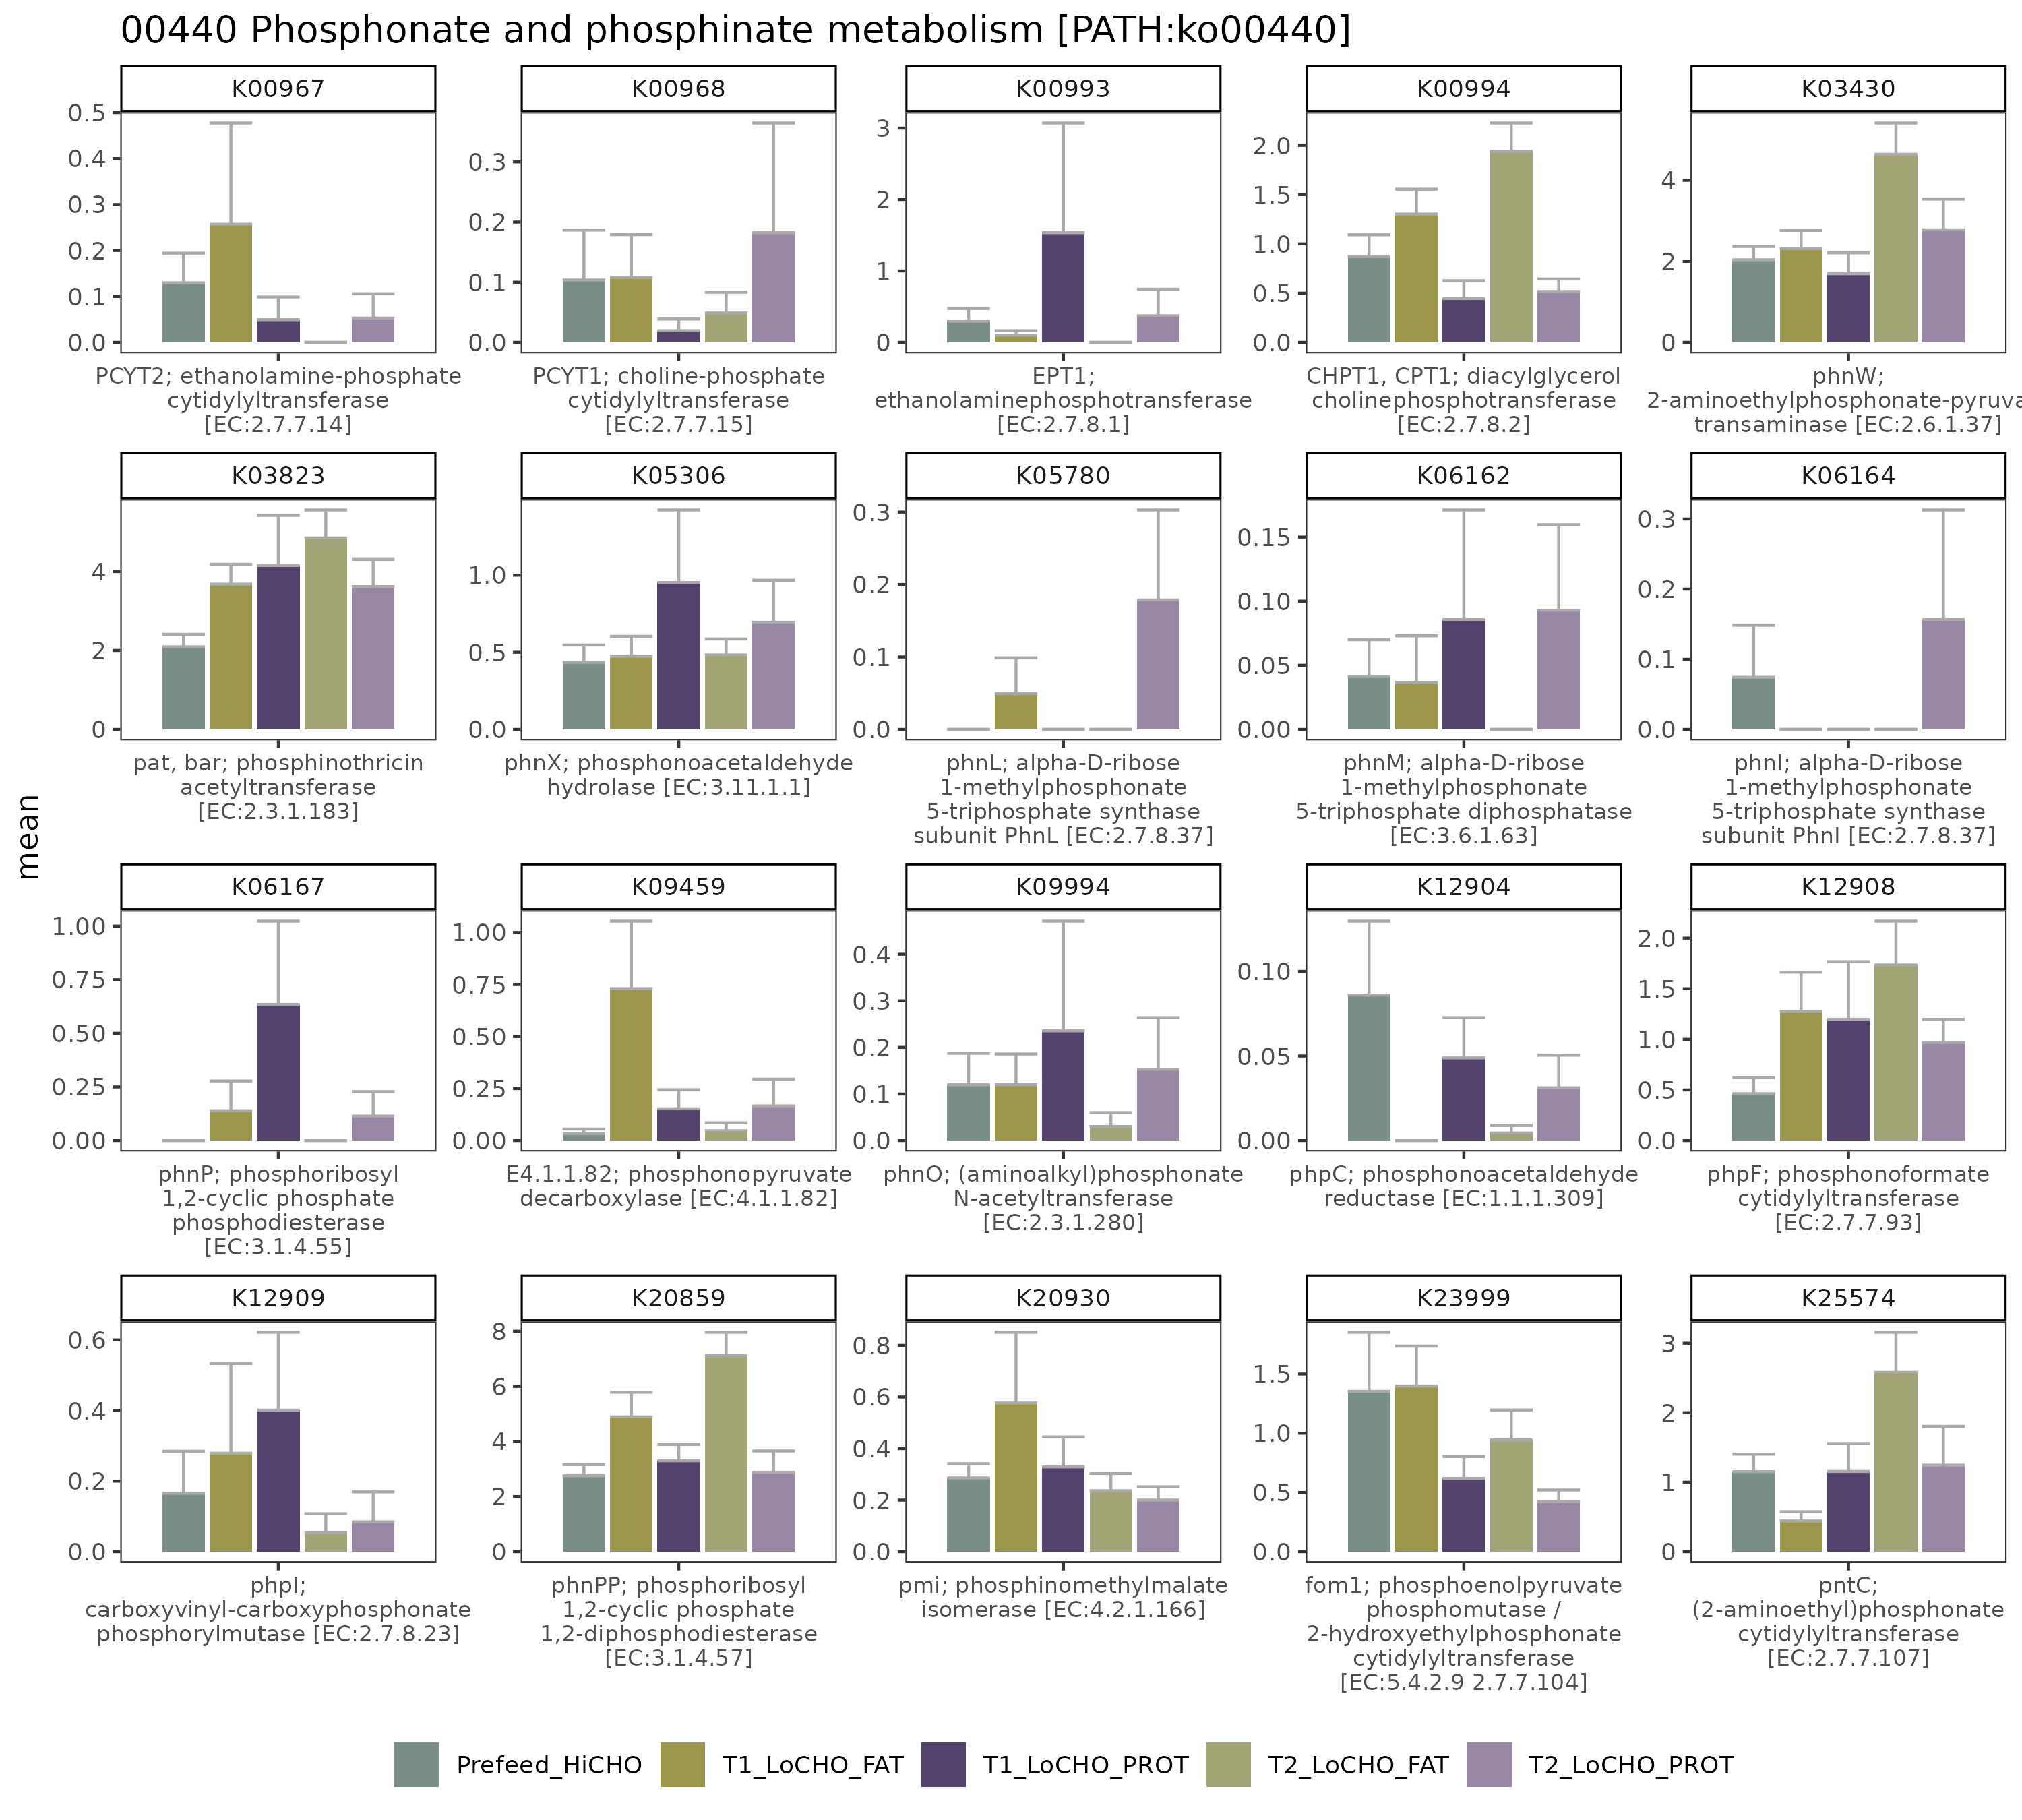 00440 Phosphonate and phosphinate metabolism [PATH:ko00440]
mean
K00967
0.5
0.4
0.3
0.2
0.1
0.0
PCYT2; ethanolamine-phosphate
cytidylyltransferase
[EC:2.7.7.14]
K00968
0.3
0.2
0.1
0.0
PCYT1; choline-phosphate
cytidylyltransferase
[EC:2.7.7.15]
K00993
3
2
1
0
EPT1;
ethanolaminephosphotransferase
[EC:2.7.8.1]
K00994
2.0
1.5
1.0
0.5
0.0
CHPT1, CPT1; diacylglycerol
cholinephosphotransferase
[EC:2.7.8.2]
K03430
4
2
0
phnW;
2-aminoethylphosphonate-pyruva
transaminase [EC:2.6.1.37]
K03823
4
2
0
pat, bar; phosphinothricin
acetyltransferase
[EC:2.3.1.183]
K05306
1.0
0.5
0.0
phnX; phosphonoacetaldehyde
hydrolase [EC:3.11.1.1]
K05780
0.3
0.2
0.1
0.0
phnL; alpha-D-ribose
1-methylphosphonate
5-triphosphate synthase
subunit PhnL [EC:2.7.8.37]
K06162
0.15
0.10
0.05
0.00
phnM; alpha-D-ribose
1-methylphosphonate
5-triphosphate diphosphatase
[EC:3.6.1.63]
K06164
0.3
0.2
0.1
0.0
phnI; alpha-D-ribose
1-methylphosphonate
5-triphosphate synthase
subunit PhnI [EC:2.7.8.37]
K06167
1.00
0.75
0.50
0.25
0.00
phnP; phosphoribosyl
1,2-cyclic phosphate
phosphodiesterase
[EC:3.1.4.55]
K09459
1.00
0.75
0.50
0.25
0.00
E4.1.1.82; phosphonopyruvate
decarboxylase [EC:4.1.1.82]
K09994
0.4
0.3
0.2
0.1
0.0
phnO; (aminoalkyl)phosphonate
N-acetyltransferase
[EC:2.3.1.280]
K12904
0.10
0.05
0.00
phpC; phosphonoacetaldehyde
reductase [EC:1.1.1.309]
K12908
2.0
1.5
1.0
0.5
0.0
phpF; phosphonoformate
cytidylyltransferase
[EC:2.7.7.93]
K12909
0.6
0.4
0.2
0.0
phpI;
carboxyvinyl-carboxyphosphonate
phosphorylmutase [EC:2.7.8.23]
K20859
8
6
4
2
0
phnPP; phosphoribosyl
1,2-cyclic phosphate
1,2-diphosphodiesterase
[EC:3.1.4.57]
K20930
0.8
0.6
0.4
0.2
0.0
pmi; phosphinomethylmalate
isomerase [EC:4.2.1.166]
K23999
1.5
1.0
0.5
0.0
fom1; phosphoenolpyruvate
phosphomutase /
2-hydroxyethylphosphonate
cytidylyltransferase
[EC:5.4.2.9 2.7.7.104]
K25574
3
2
1
0
pntC;
(2-aminoethyl)phosphonate
cytidylyltransferase
[EC:2.7.7.107]
Prefeed_HiCHO T1_LoCHO_FAT T1_LoCHO_PROT T2_LoCHO_FAT T2_LoCHO_PROT